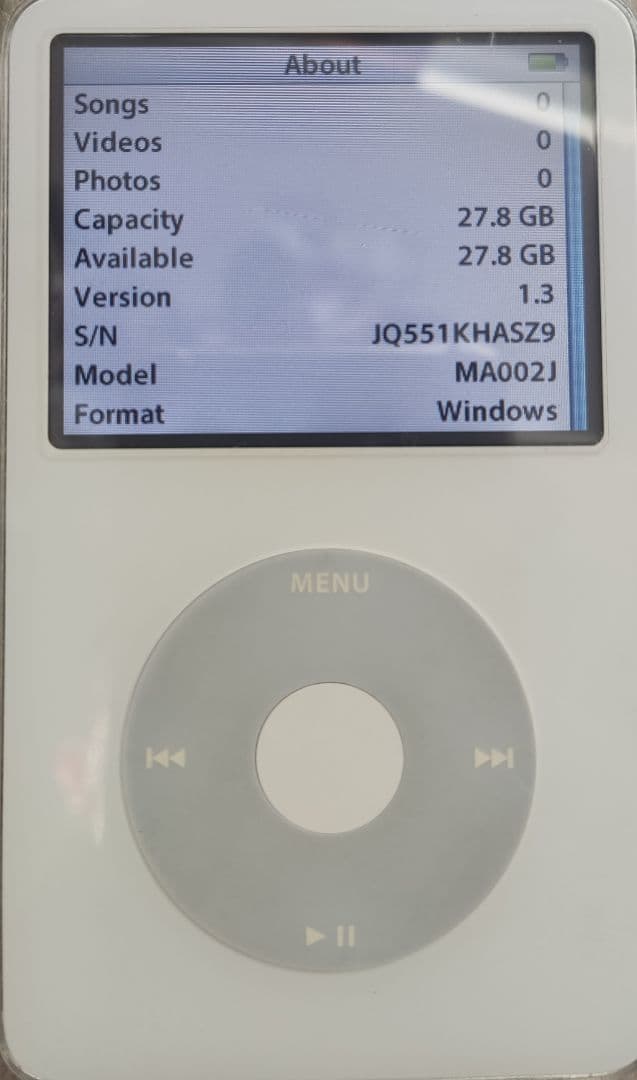 About
Songs 0
Videos 0
Photos 0
Capacity 27.8 GB
Available 27.8 GB
Version 1.3
S/N JQ551KHASZ9
Model MA002J
Format Windows
MENU